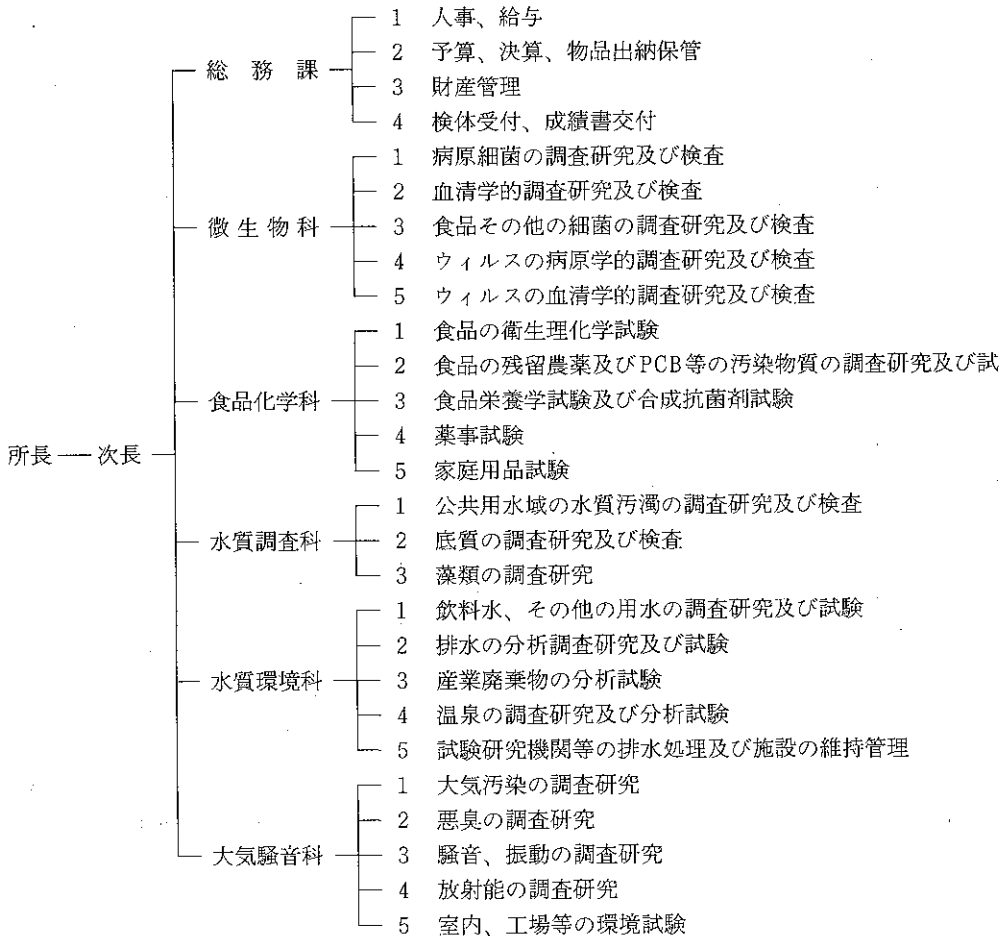 総務課
1 人事、給与
2 予算、決算、物品出納保管
3 財産管理
4 検体受付、成績書交付
微生物科
1 病原細菌の調査研究及び検査
2 血清学的調査研究及び検査
3 食品その他の細菌の調査研究及び検査
4 ウィルスの病原学的調査研究及び検査
5 ウィルスの血清学的調査研究及び検査
食品化学科
1 食品の衛生理化学試験
2 食品の残留農薬及びPCB等の汚染物質の調査研究及び試
3 食品栄養学試験及び合成抗菌剤試験
4 薬事試験
5 家庭用品試験
所長 次長
水質調査科
1 公共用水域の水質汚濁の調査研究及び検査
2 底質の調査研究及び検査
3 藻類の調査研究
水質環境科
1 飲料水、その他の用水の調査研究及び試験
2 排水の分析調査研究及び試験
3 産業廃棄物の分析試験
4 温泉の調査研究及び分析試験
5 試験研究機関等の排水処理及び施設の維持管理
大気騒音科
1 大気汚染の調査研究
2 悪臭の調査研究
3 騒音、振動の調査研究
4 放射能の調査研究
5 室内、工場等の環境試験